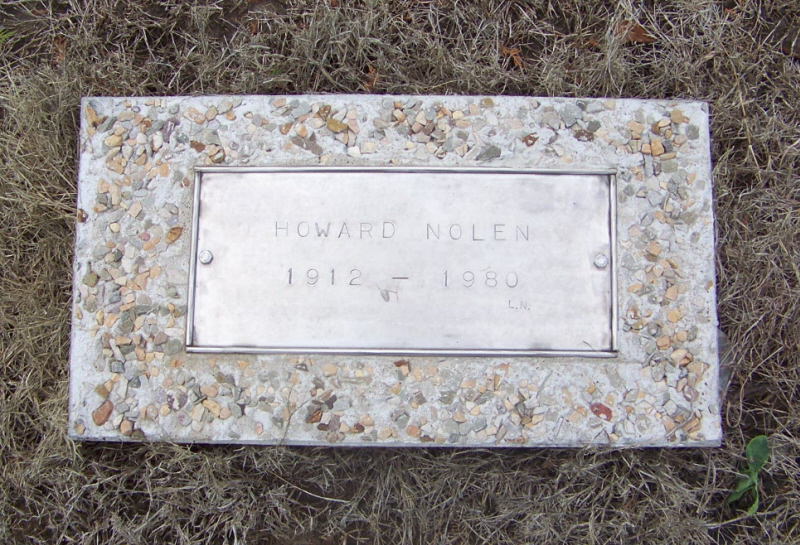 HOWARD NOLEN
1912 – 1980
L.N.